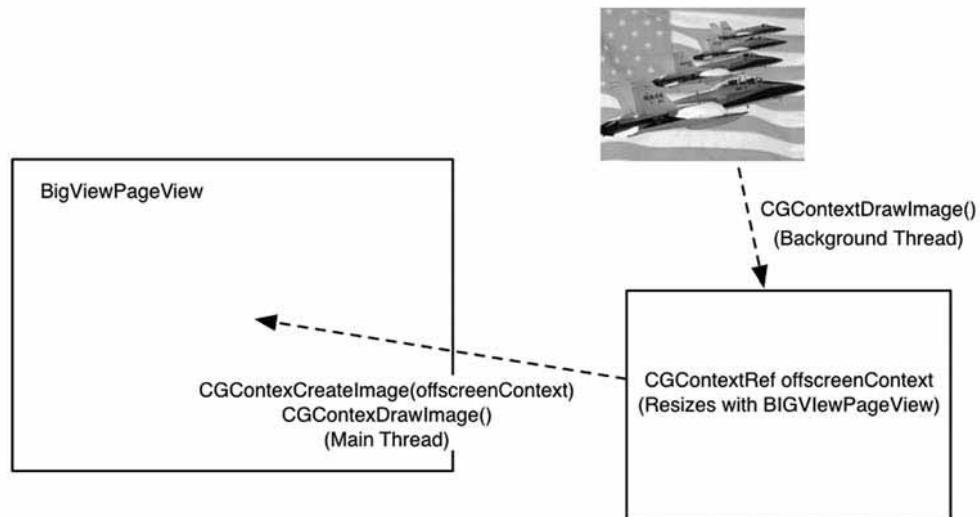 BigViewPageView
CGContextDrawImage()
(Background Thread)
CGContexCreateImage(offscreenContext)
CGContexDrawImage()
(Main Thread)
CGContextRef offscreenContext
(Resizes with BIGVIewPageView)